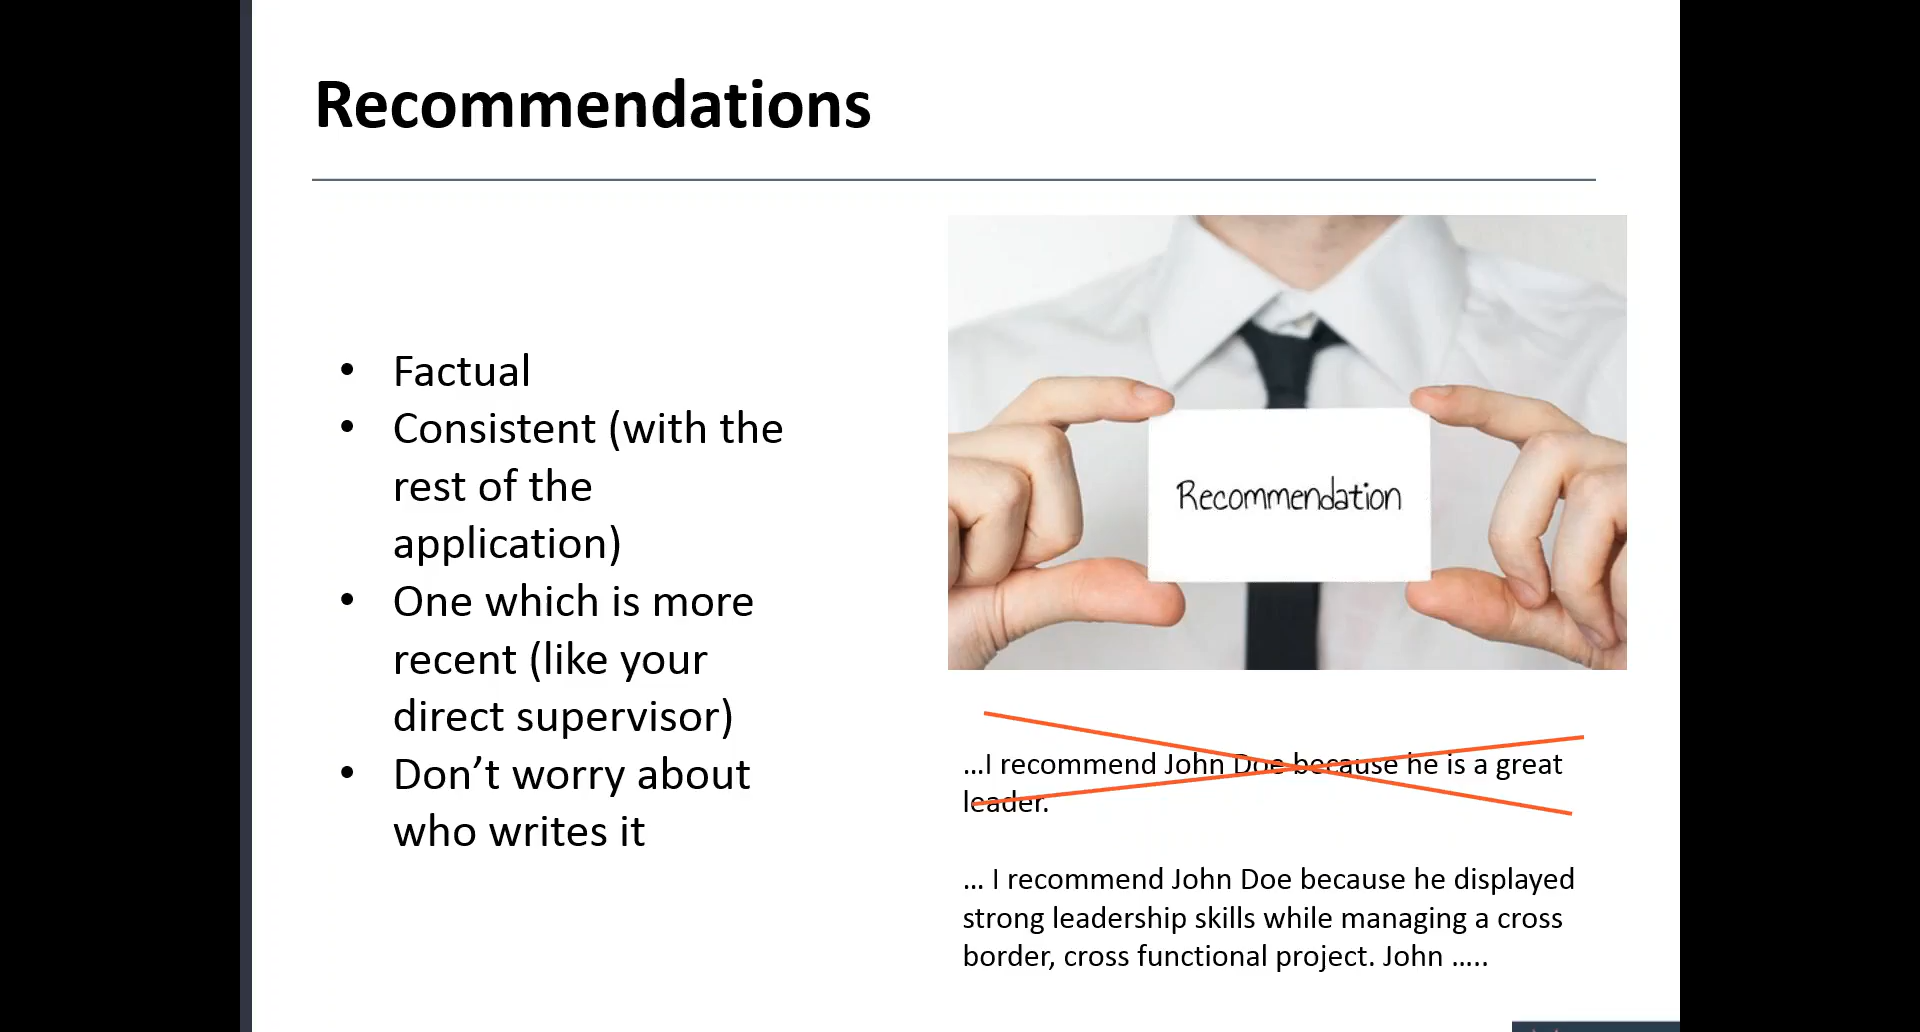 Recommendations
• Factual
• Consistent (with the
rest of the
application)
• One which is more
recent (like your
direct supervisor)
• Don’t worry about
who writes it
Recommendation
...I recommend John Doe because he is a great
leader.
... I recommend John Doe because he displayed
strong leadership skills while managing a cross
border, cross functional project. John .....